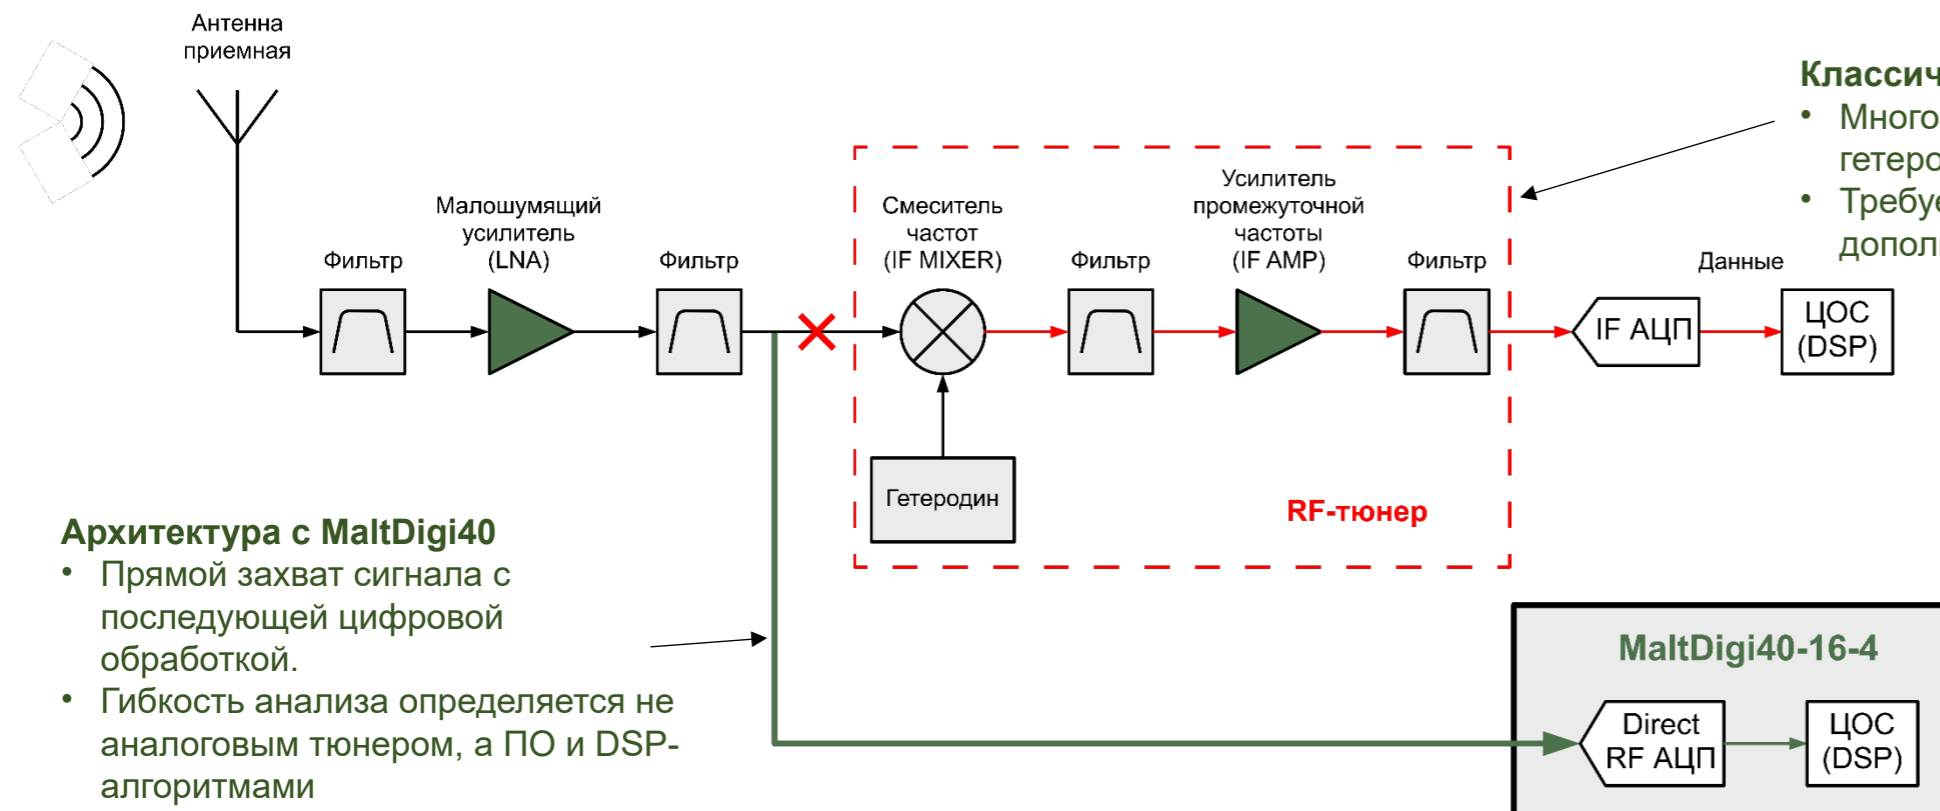 Антенна
приемная
Классич
• Много
гетеро
• Требуе
дополн
Малошумящий
усилитель
(LNA)
Фильтр
Фильтр
Смеситель
частот
(IF MIXER)
Фильтр
Усилитель
промежуточной
частоты
(IF AMP)
Фильтр
Данные
IF АЦП
ЦОС
(DSP)
Гетеродин
RF-тюнер
Архитектура с MaltDigi40
• Прямой захват сигнала с
последующей цифровой
обработкой.
• Гибкость анализа определяется не
аналоговым тюнером, а ПО и DSP-
алгоритмами
MaltDigi40-16-4
Direct
RF АЦП
ЦОС
(DSP)